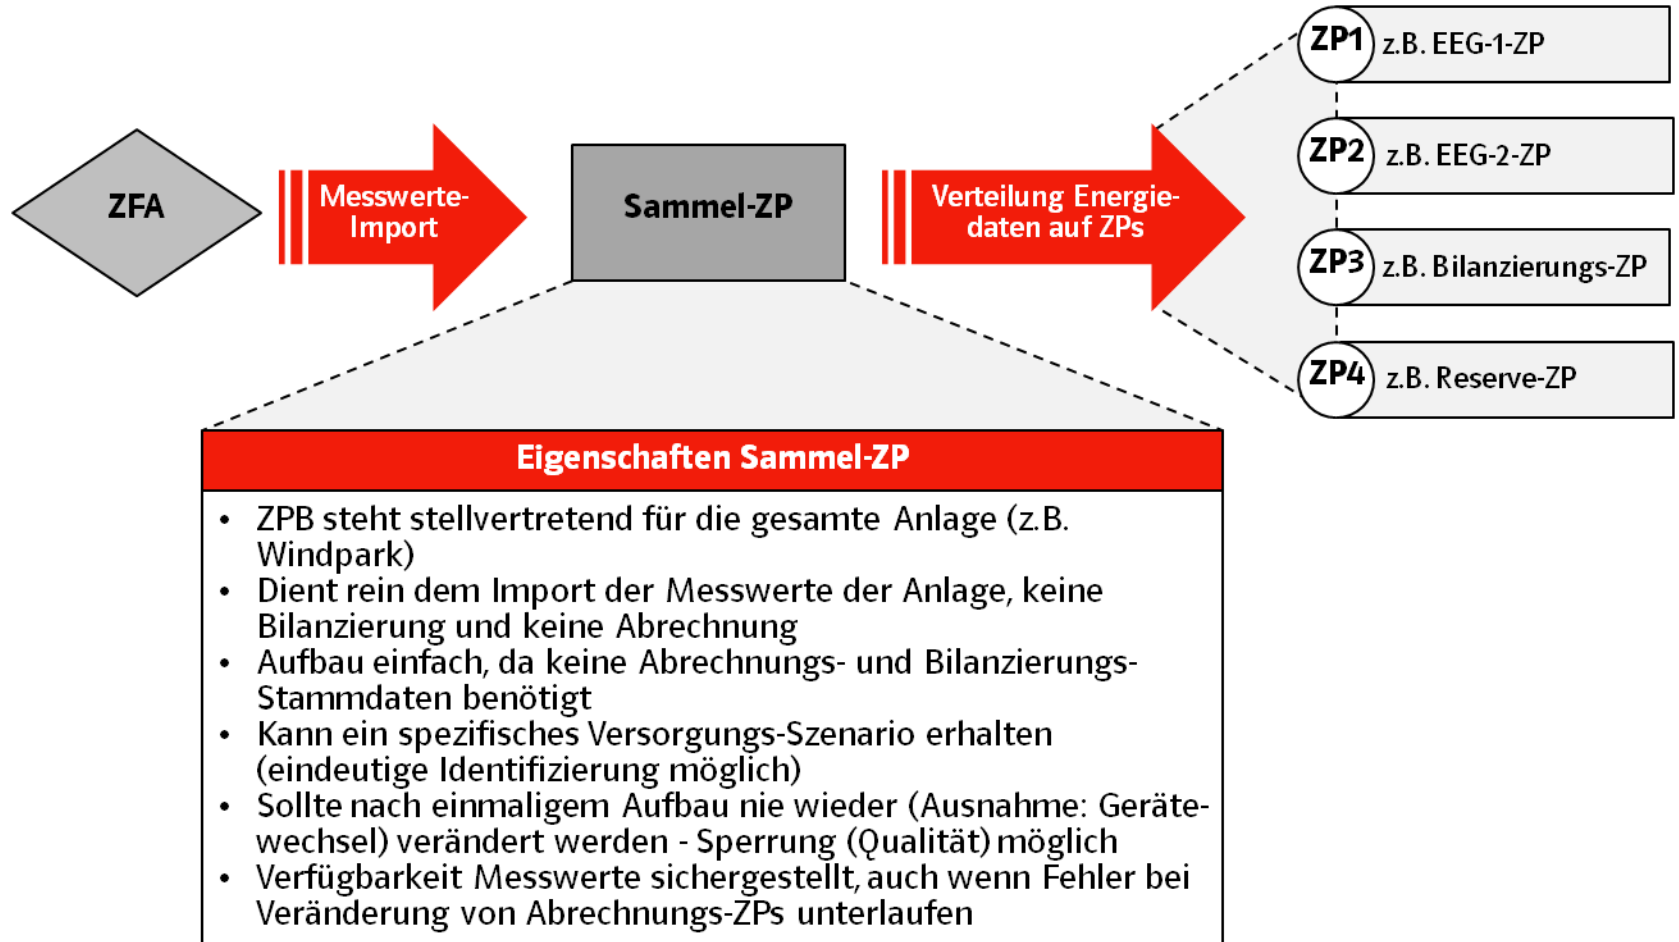 ZFA
Messwerte-
Import
Sammel-ZP
Verteilung Energie-
daten auf ZPs
ZP1 z.B. EEG-1-ZP
ZP2 z.B. EEG-2-ZP
ZP3 z.B. Bilanzierungs-ZP
ZP4 z.B. Reserve-ZP
Eigenschaften Sammel-ZP
• ZPB steht stellvertretend für die gesamte Anlage (z.B.
Windpark)
• Dient rein dem Import der Messwerte der Anlage, keine
Bilanzierung und keine Abrechnung
• Aufbau einfach, da keine Abrechnungs- und Bilanzierungs-
Stammdaten benötigt
• Kann ein spezifisches Versorgungs-Szenario erhalten
(eindeutige Identifizierung möglich)
• Sollte nach einmaligem Aufbau nie wieder (Ausnahme: Geräte-
wechsel) verändert werden - Sperrung (Qualität) möglich
• Verfügbarkeit Messwerte sichergestellt, auch wenn Fehler bei
Veränderung von Abrechnungs-ZPs unterlaufen